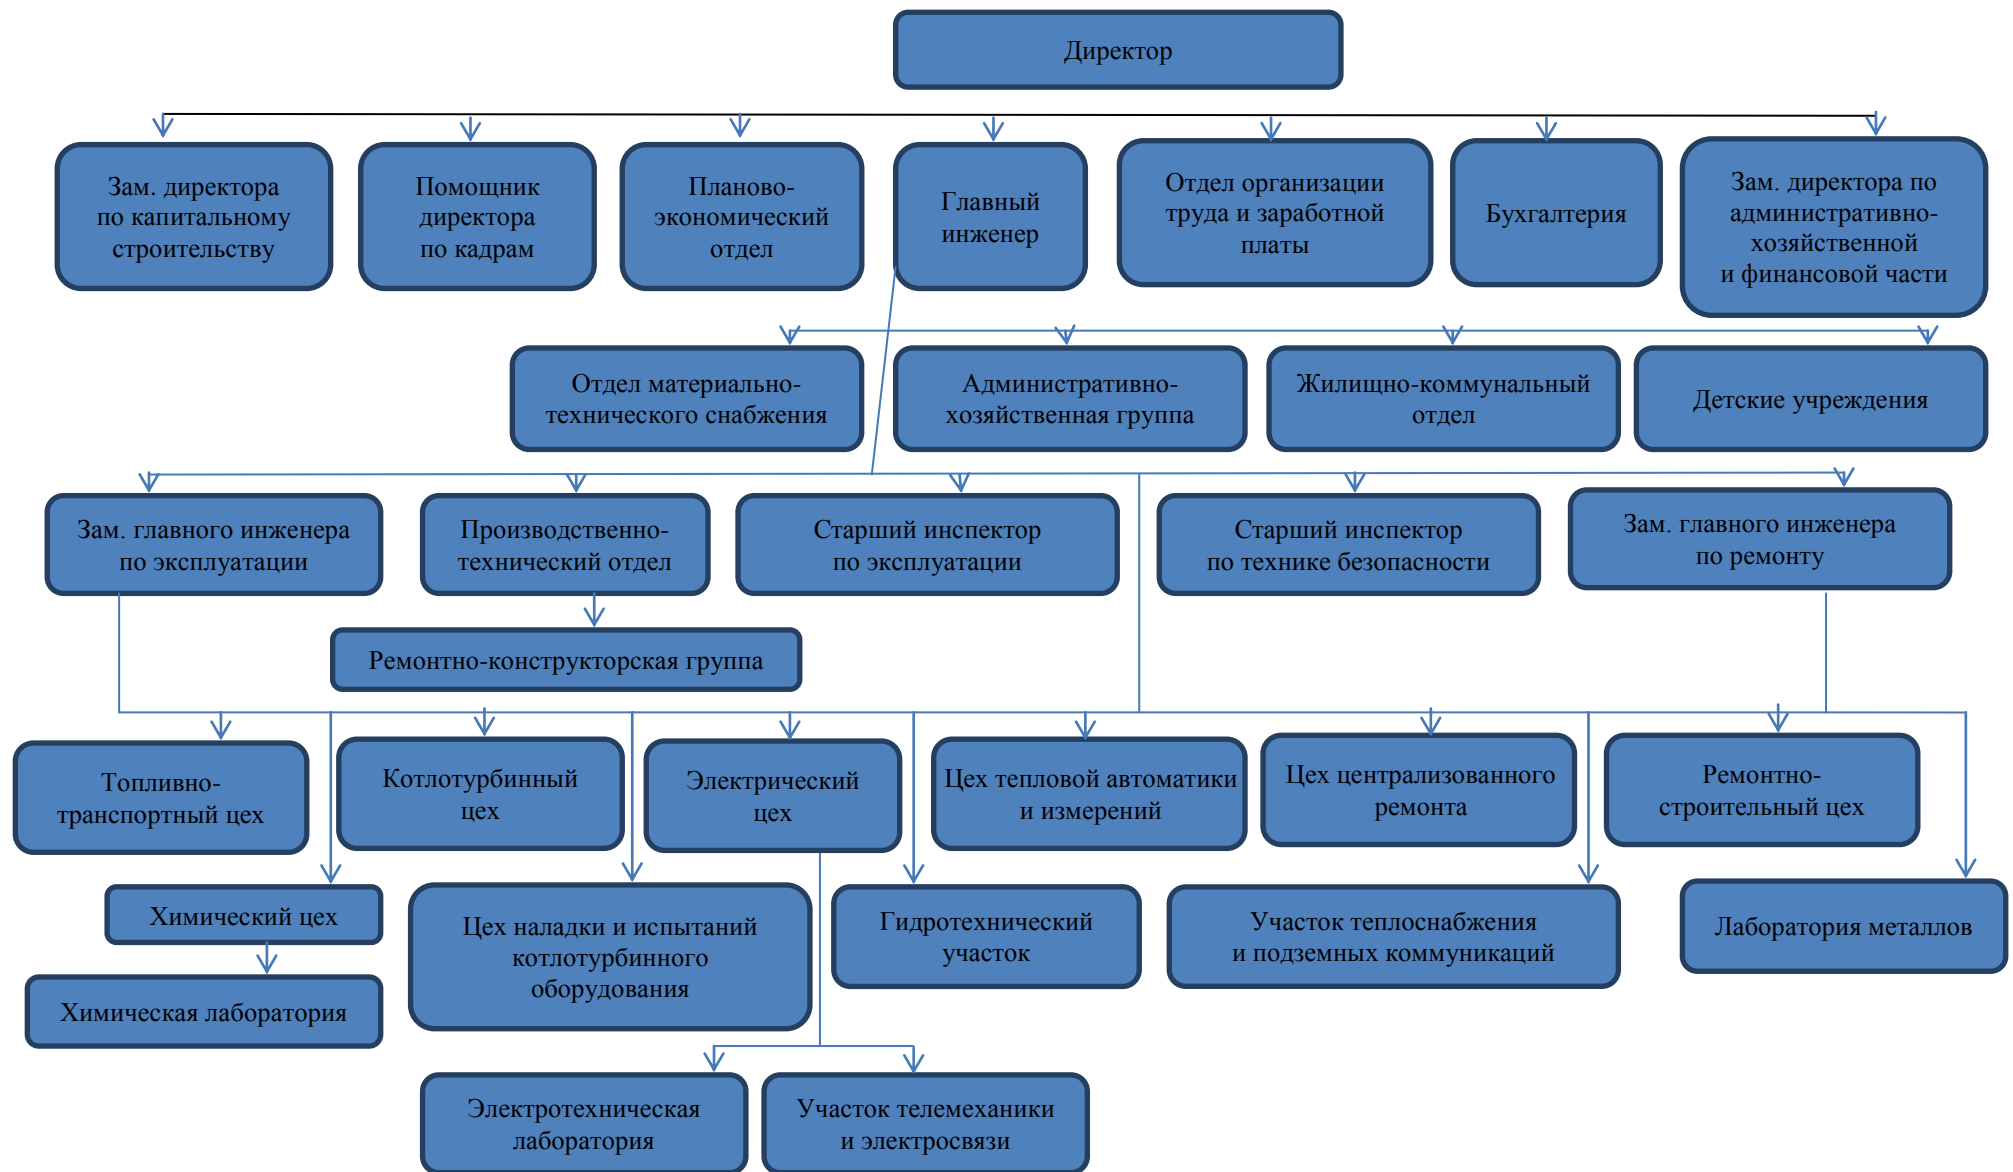 Директор
Зам. директора
по капитальному
строительству
Помощник
директора
по кадрам
Планово-
экономический
отдел
Главный
инженер
Отдел организации
труда и заработной
платы
Бухгалтерия
Зам. директора по
административно-
хозяйственной
и финансовой части
Отдел материально-
технического снабжения
Административно-
хозяйственная группа
Жилищно-коммунальный
отдел
Детские учреждения
Зам. главного инженера
по эксплуатации
Производственно-
технический отдел
Старший инспектор
по эксплуатации
Старший инспектор
по технике безопасности
Зам. главного инженера
по ремонту
Ремонтно-конструкторская группа
Топливно-
транспортный цех
Котлотурбинный
цех
Электрический
цех
Цех тепловой автоматики
и измерений
Цех централизованного
ремонта
Ремонтно-
строительный цех
Химический цех
Цех наладки и испытаний
котлотурбинного
оборудования
Гидротехнический
участок
Участок теплоснабжения
и подземных коммуникаций
Лаборатория металлов
Химическая лаборатория
Электротехническая
лаборатория
Участок телемеханики
и электросвязи